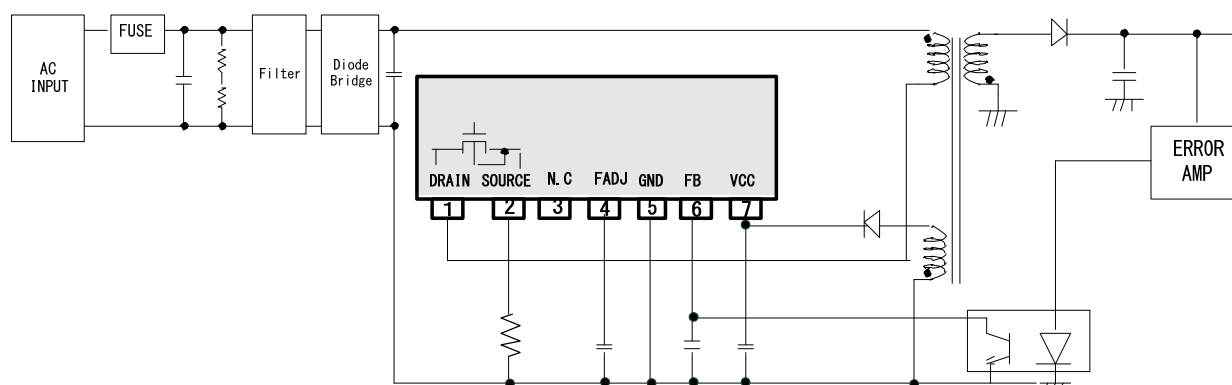 FUSE
AC
INPUT
Filter
Diode
Bridge
DRAIN SOURCE N.C FADJ GND FB VCC
1 2 3 4 5 6 7
ERROR
AMP